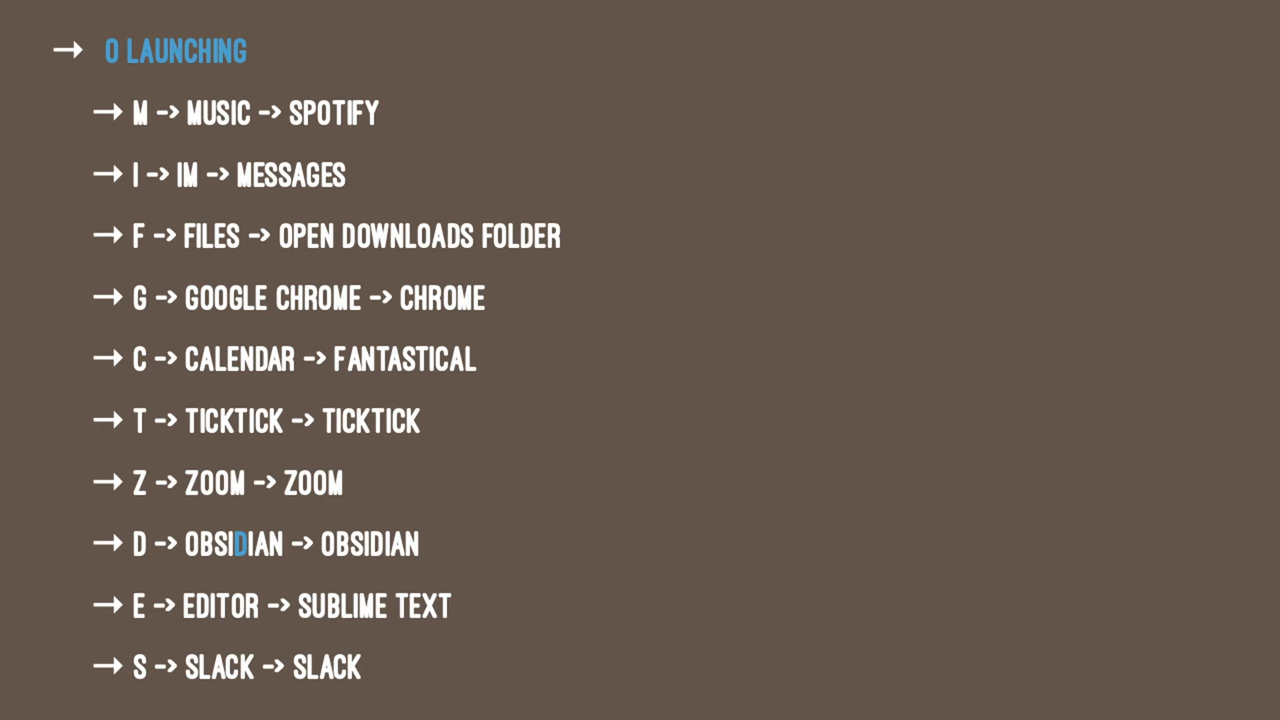 → O LAUNCHING
→ M -> MUSIC -> SPOTIFY
→ I -> IM -> MESSAGES
→ F -> FILES -> OPEN DOWNLOADS FOLDER
→ G -> GOOGLE CHROME -> CHROME
→ C -> CALENDAR -> FANTASTICAL
→ T -> TICKTICK -> TICKTICK
→ Z -> ZOOM -> ZOOM
→ D -> OBSIDIAN -> OBSIDIAN
→ E -> EDITOR -> SUBLIME TEXT
→ S -> SLACK -> SLACK